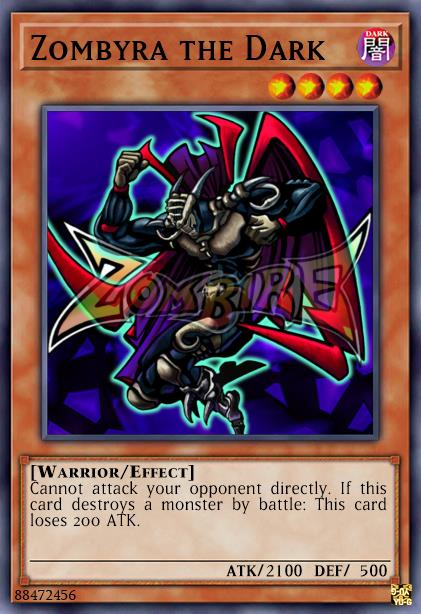 Zombyra the Dark
DARK
闇
ZOMBIRE
[Warrior/Effect]
Cannot attack your opponent directly. If this
card destroys a monster by battle: This card
loses 200 ATK.
ATK/2100 DEF/ 500
88472456